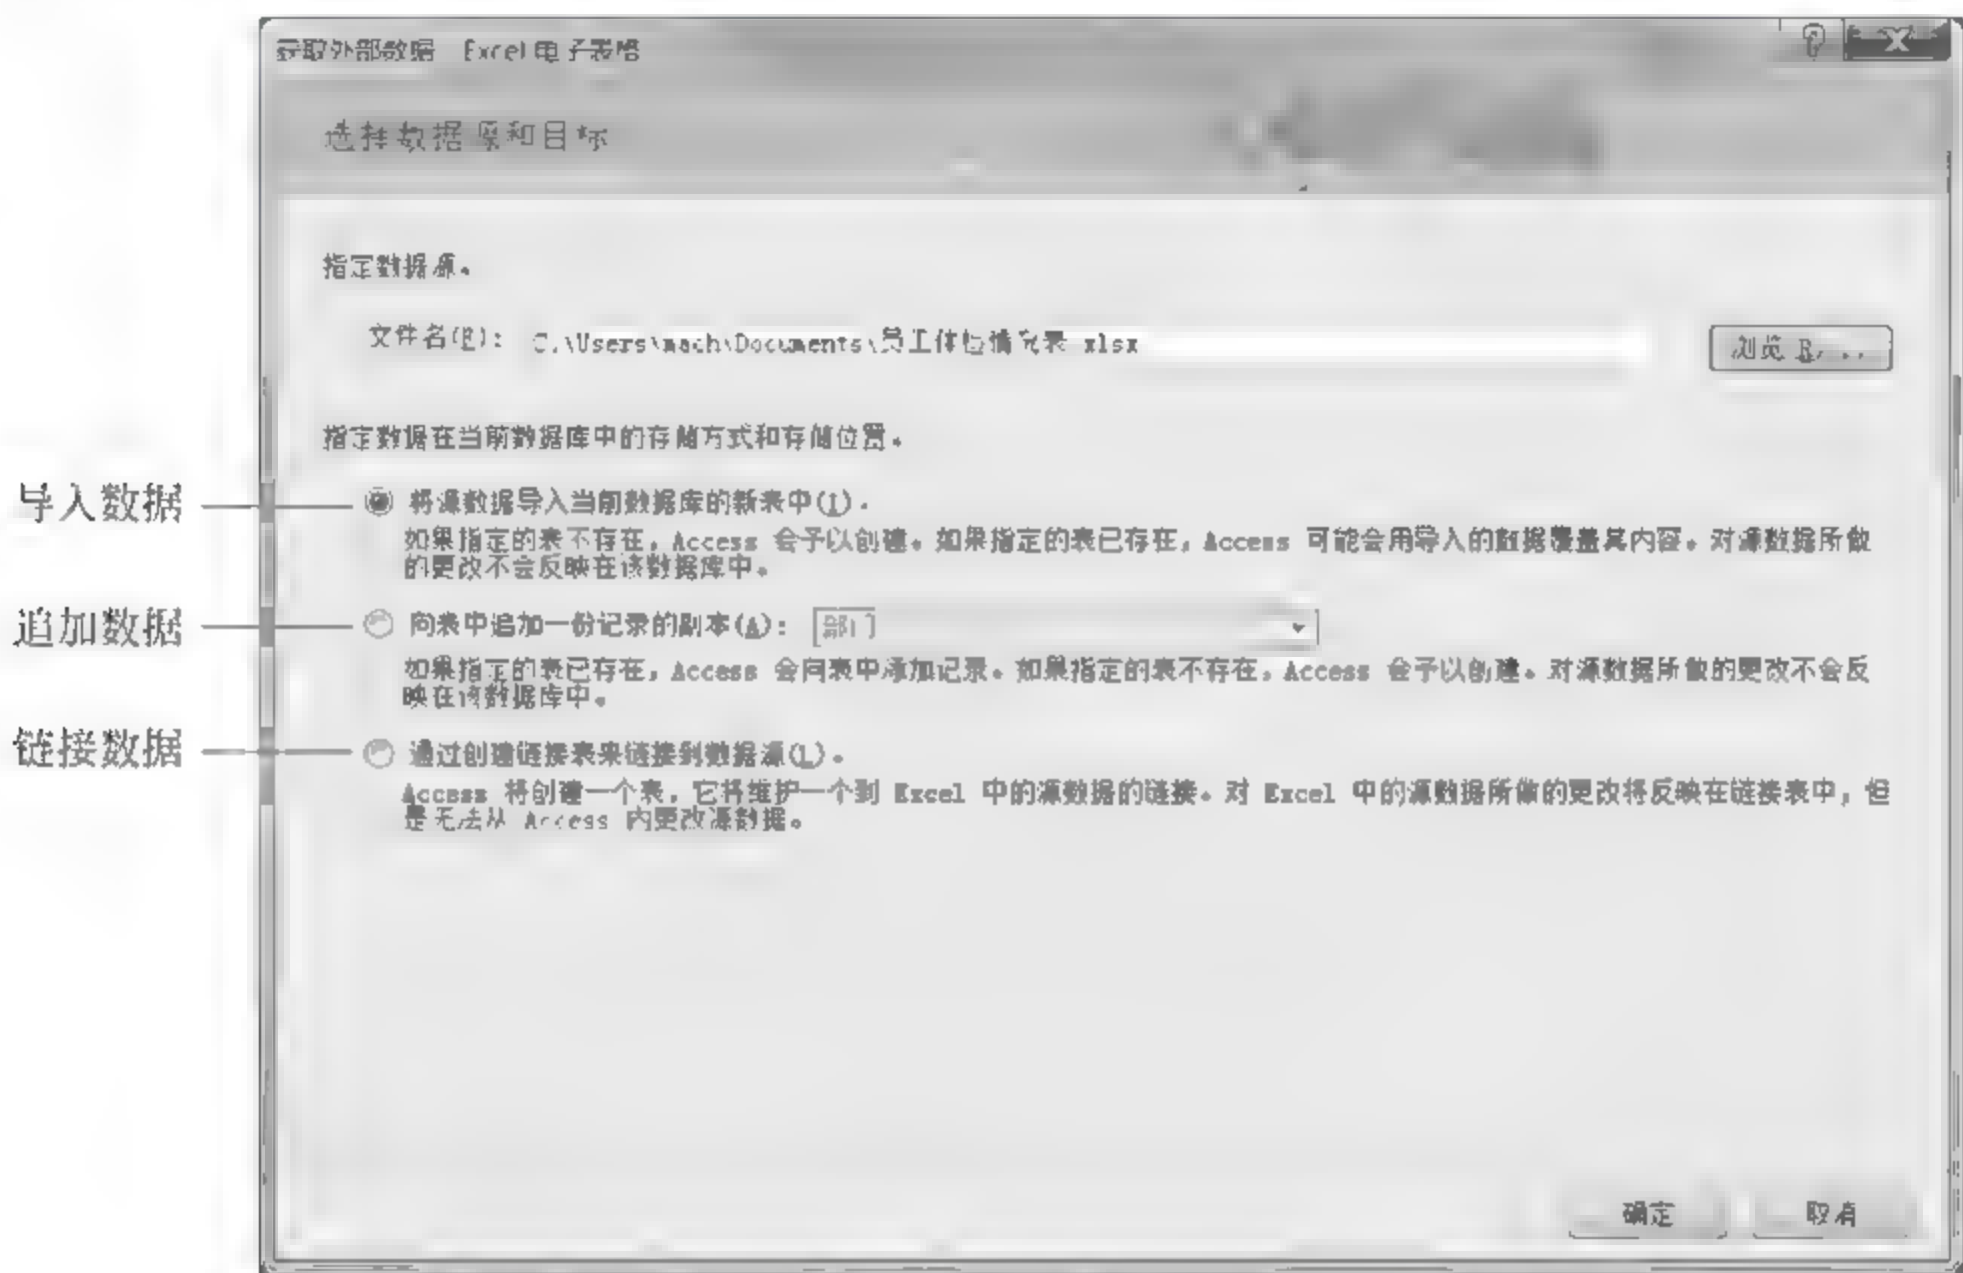 获取外部数据 Excel 电子表格
选择数据源和目标
指定数据源。
文件名(F): C:\Users\mach\Documents\员工体检情况表.xlsx
浏览(R)...
指定数据在当前数据库中的存储方式和存储位置。
导入数据
将源数据导入当前数据库的新表中(I)。
如果指定的表不存在，Access 会予以创建。如果指定的表已存在，Access 可能会用导入的数据覆盖其内容。对源数据所做
的更改不会反映在该数据库中。
追加数据
向表中追加一份记录的副本(A): 部门
如果指定的表已存在，Access 会向表中添加记录。如果指定的表不存在，Access 会予以创建。对源数据所做的更改不会反
映在该数据库中。
链接数据
通过创建链接表来链接到数据源(L)。
Access 将创建一个表，它将维护一个到 Excel 中的源数据的链接。对 Excel 中的源数据所做的更改将反映在链接表中，但
是无法从 Access 内更改源数据。
确定
取消